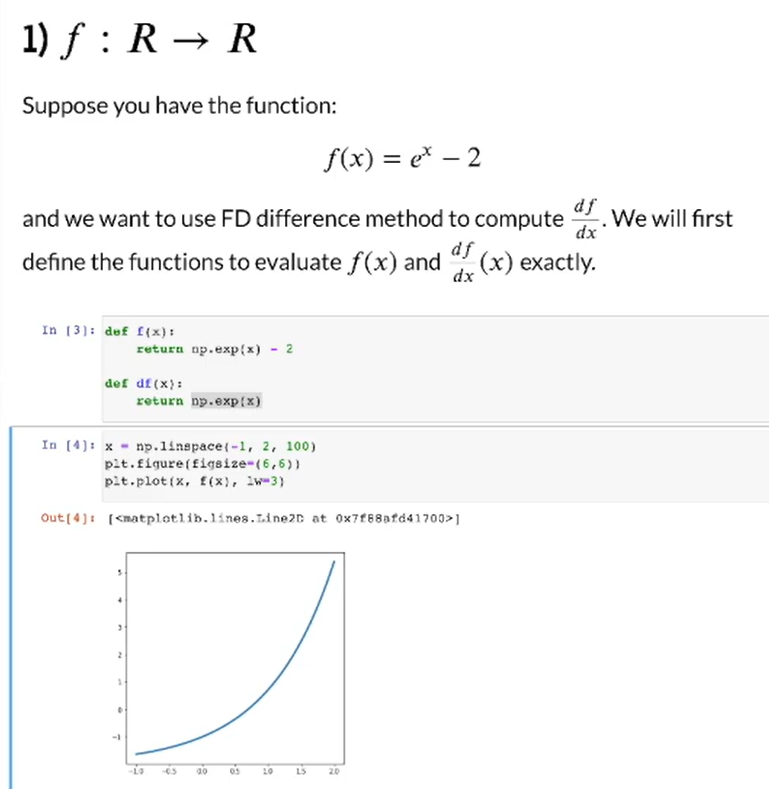 1) f : R → R
Suppose you have the function:
f(x) = e^x − 2
and we want to use FD difference method to compute df/dx. We will first
define the functions to evaluate f(x) and df/dx (x) exactly.
In [3]: def f(x):
return np.exp(x) - 2
def df(x):
return np.exp(x)
In [4]: x = np.linspace(-1, 2, 100)
plt.figure(figsize=(6,6))
plt.plot(x, f(x), lw=3)
Out[4]: [<matplotlib.lines.Line2D at 0x7f88afd41700>]
5
4
3
2
1
0
−1
−1.0 −0.5 0.0 0.5 1.0 1.5 2.0